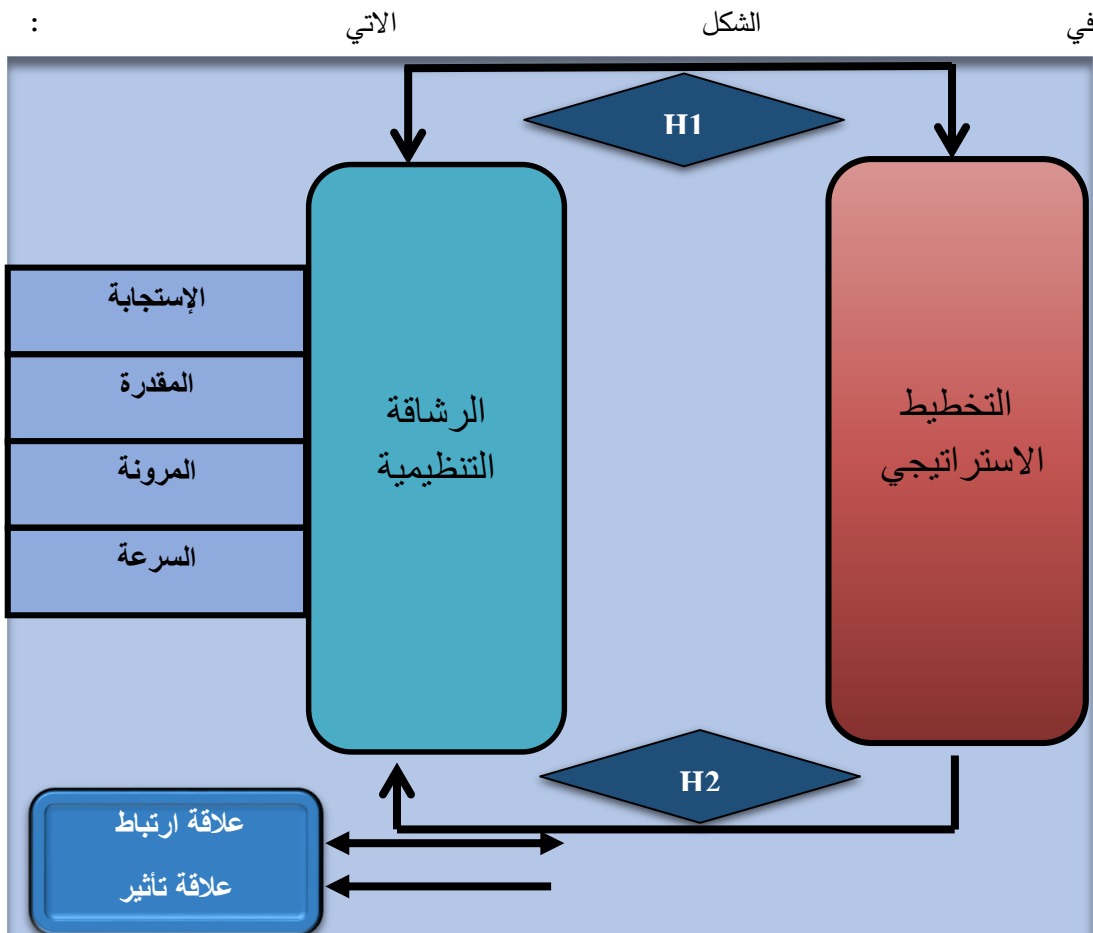 في الشكل الاتي :
H1
التخطيط
الاستراتيجي
الرشاقة
التنظيمية
الإستجابة
المقدرة
المرونة
السرعة
H2
علاقة ارتباط
علاقة تأثير